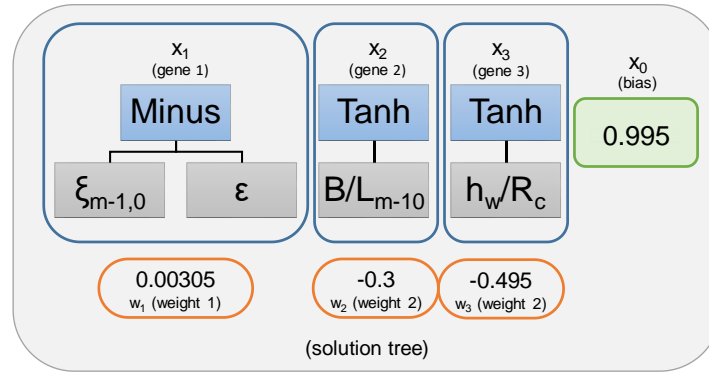 x1
(gene 1)
x2
(gene 2)
x3
(gene 3)
x0
(bias)
Minus
Tanh
Tanh
0.995
ξm-1,0
ε
B/Lm-10
hw/Rc
0.00305
w1 (weight 1)
-0.3
w2 (weight 2)
-0.495
w3 (weight 2)
(solution tree)